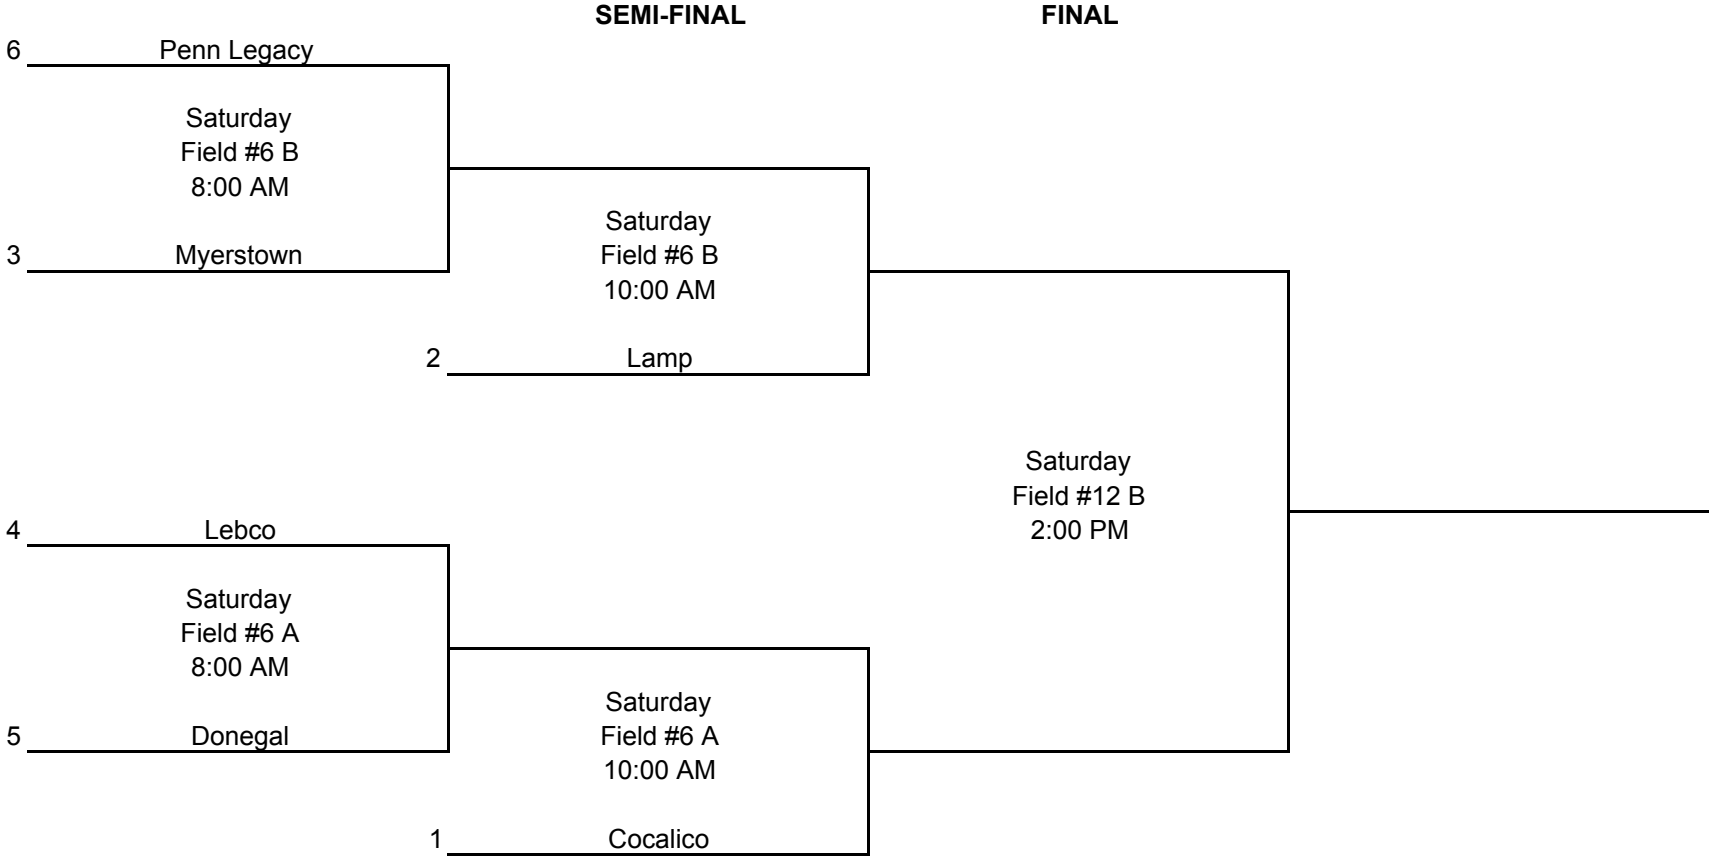 SEMI-FINAL FINAL
6 Penn Legacy
Saturday
Field #6 B
8:00 AM
3 Myerstown
Saturday
Field #6 B
10:00 AM
2 Lamp
Saturday
Field #12 B
2:00 PM
4 Lebco
Saturday
Field #6 A
8:00 AM
5 Donegal
Saturday
Field #6 A
10:00 AM
1 Cocalico